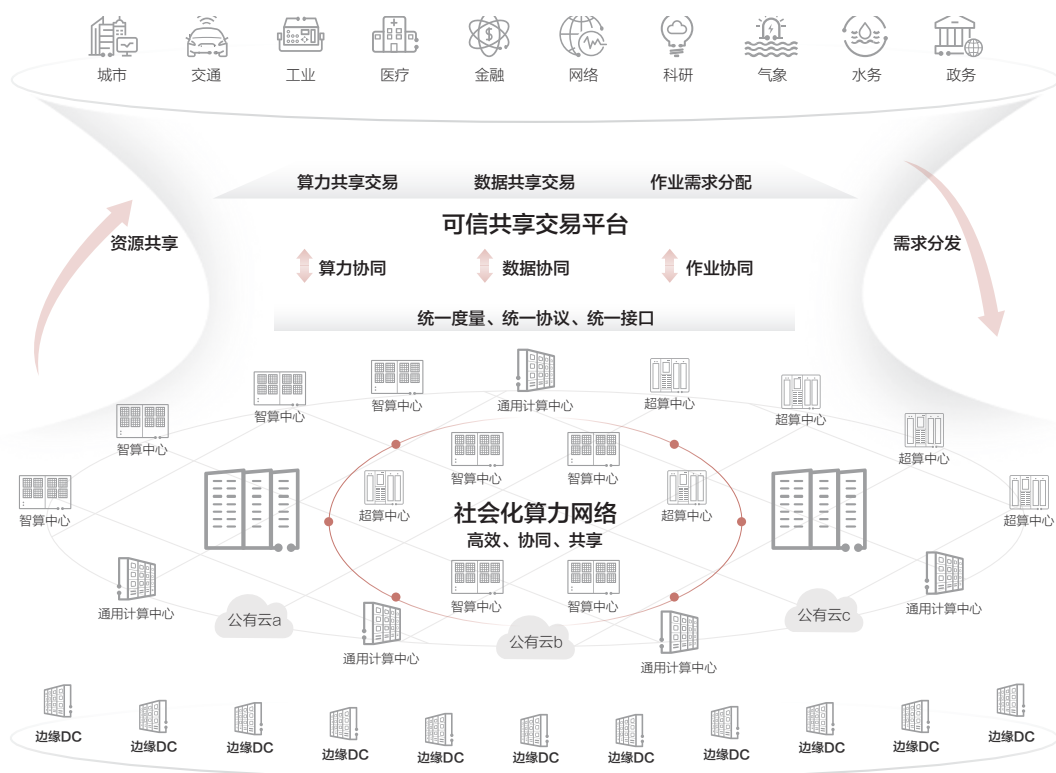 城市
交通
工业
医疗
金融
网络
科研
气象
水务
政务
算力共享交易
数据共享交易
作业需求分配
可信共享交易平台
资源共享
需求分发
算力协同
数据协同
作业协同
统一度量、统一协议、统一接口
智算中心
智算中心
智算中心
智算中心
通用计算中心
超算中心
超算中心
超算中心
超算中心
智算中心
智算中心
超算中心
超算中心
社会化算力网络
高效、协同、共享
智算中心
智算中心
通用计算中心
通用计算中心
公有云a
公有云b
公有云c
通用计算中心
通用计算中心
边缘DC
边缘DC
边缘DC
边缘DC
边缘DC
边缘DC
边缘DC
边缘DC
边缘DC
边缘DC
边缘DC